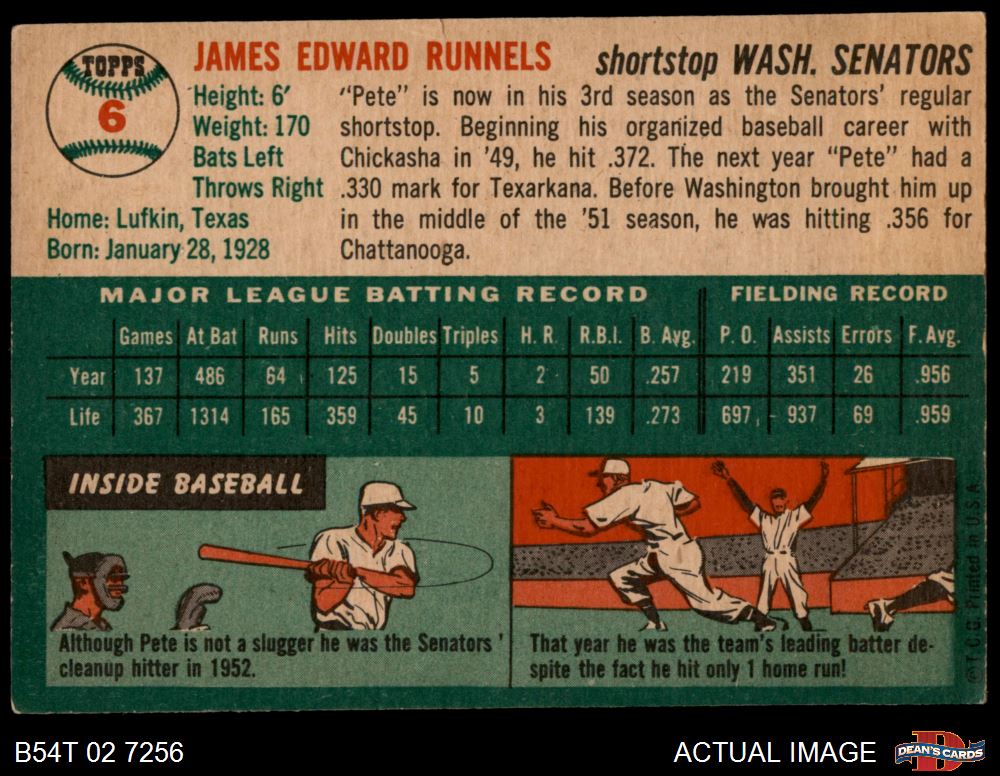 TOPPS
6
JAMES EDWARD RUNNELS
shortstop WASH. SENATORS
Height: 6'
Weight: 170
Bats Left
Throws Right
Home: Lufkin, Texas
Born: January 28, 1928
"Pete" is now in his 3rd season as the Senators' regular
shortstop. Beginning his organized baseball career with
Chickasha in '49, he hit .372. The next year "Pete" had a
.330 mark for Texarkana. Before Washington brought him up
in the middle of the '51 season, he was hitting .356 for
Chattanooga.
MAJOR LEAGUE BATTING RECORD FIELDING RECORD
Games At Bat Runs Hits Doubles Triples H. R. R.B.I. B. Avg. P. O. Assists Errors F. Avg.
Year 137 486 64 125 15 5 2 50 .257 219 351 26 .956
Life 367 1314 165 359 45 10 3 139 .273 697 937 69 .959
INSIDE BASEBALL
Although Pete is not a slugger he was the Senators'
cleanup hitter in 1952.
That year he was the team's leading batter de-
spite the fact he hit only 1 home run!
© T. C. G. Printed in U.S.A.
B54T 02 7256
ACTUAL IMAGE
DEAN'S CARDS